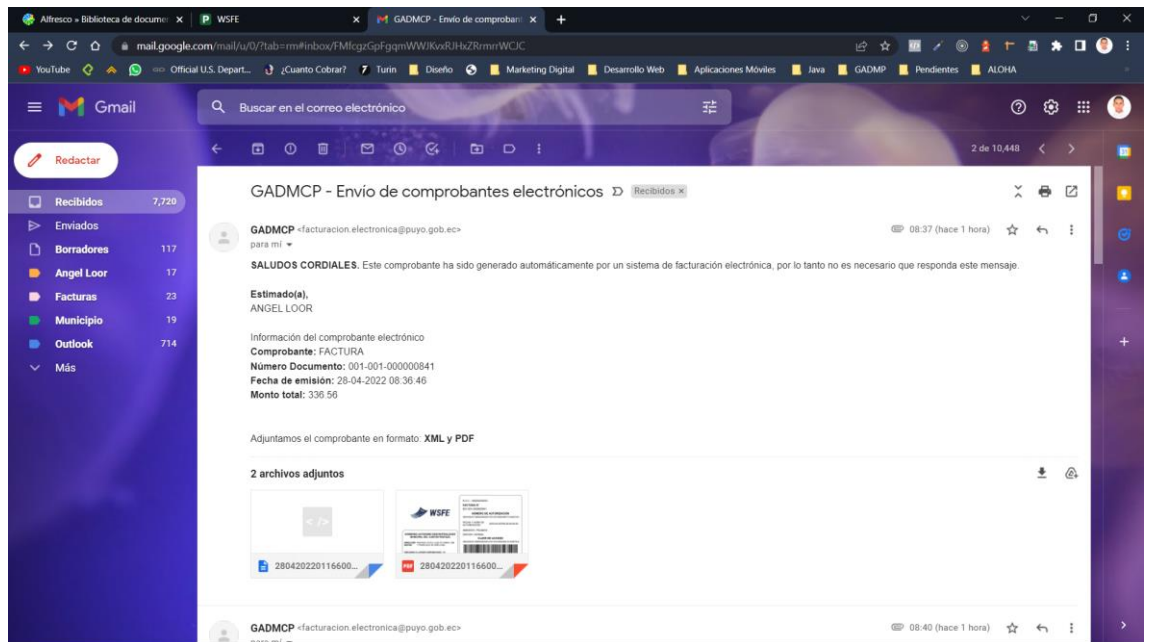 Alfresco » Biblioteca de documen
WSFE
GADMCP - Envío de comproban
mail.google.com/mail/u/0/?tab=rm#inbox/FMfcgzGpFgqmWWJKvxRJHxZRmrrWCJC
YouTube
Official U.S. Depart...
¿Cuanto Cobrar?
Turin
Diseño
Marketing Digital
Desarrollo Web
Aplicaciones Móviles
Java
GADMP
Pendientes
ALOHA
Gmail
Buscar en el correo electrónico
Redactar
2 de 10,448
Recibidos 7,720
Enviados
Borradores 117
Angel Loor 17
Facturas 23
Municipio 19
Outlook 714
Más
GADMCP - Envío de comprobantes electrónicos Recibidos ×
GADMCP <facturacion.electronica@puyo.gob.ec> 08:37 (hace 1 hora)
para mí
SALUDOS CORDIALES. Este comprobante ha sido generado automáticamente por un sistema de facturación electrónica, por lo tanto no es necesario que responda este mensaje.
Estimado(a),
ANGEL LOOR
Información del comprobante electrónico
Comprobante: FACTURA
Número Documento: 001-001-000000841
Fecha de emisión: 28-04-2022 08:36:46
Monto total: 336.56
Adjuntamos el comprobante en formato: XML y PDF
2 archivos adjuntos
WSFE
280420220116600...
PDF 280420220116600...
GADMCP <facturacion.electronica@puyo.gob.ec> 08:40 (hace 1 hora)
para mí